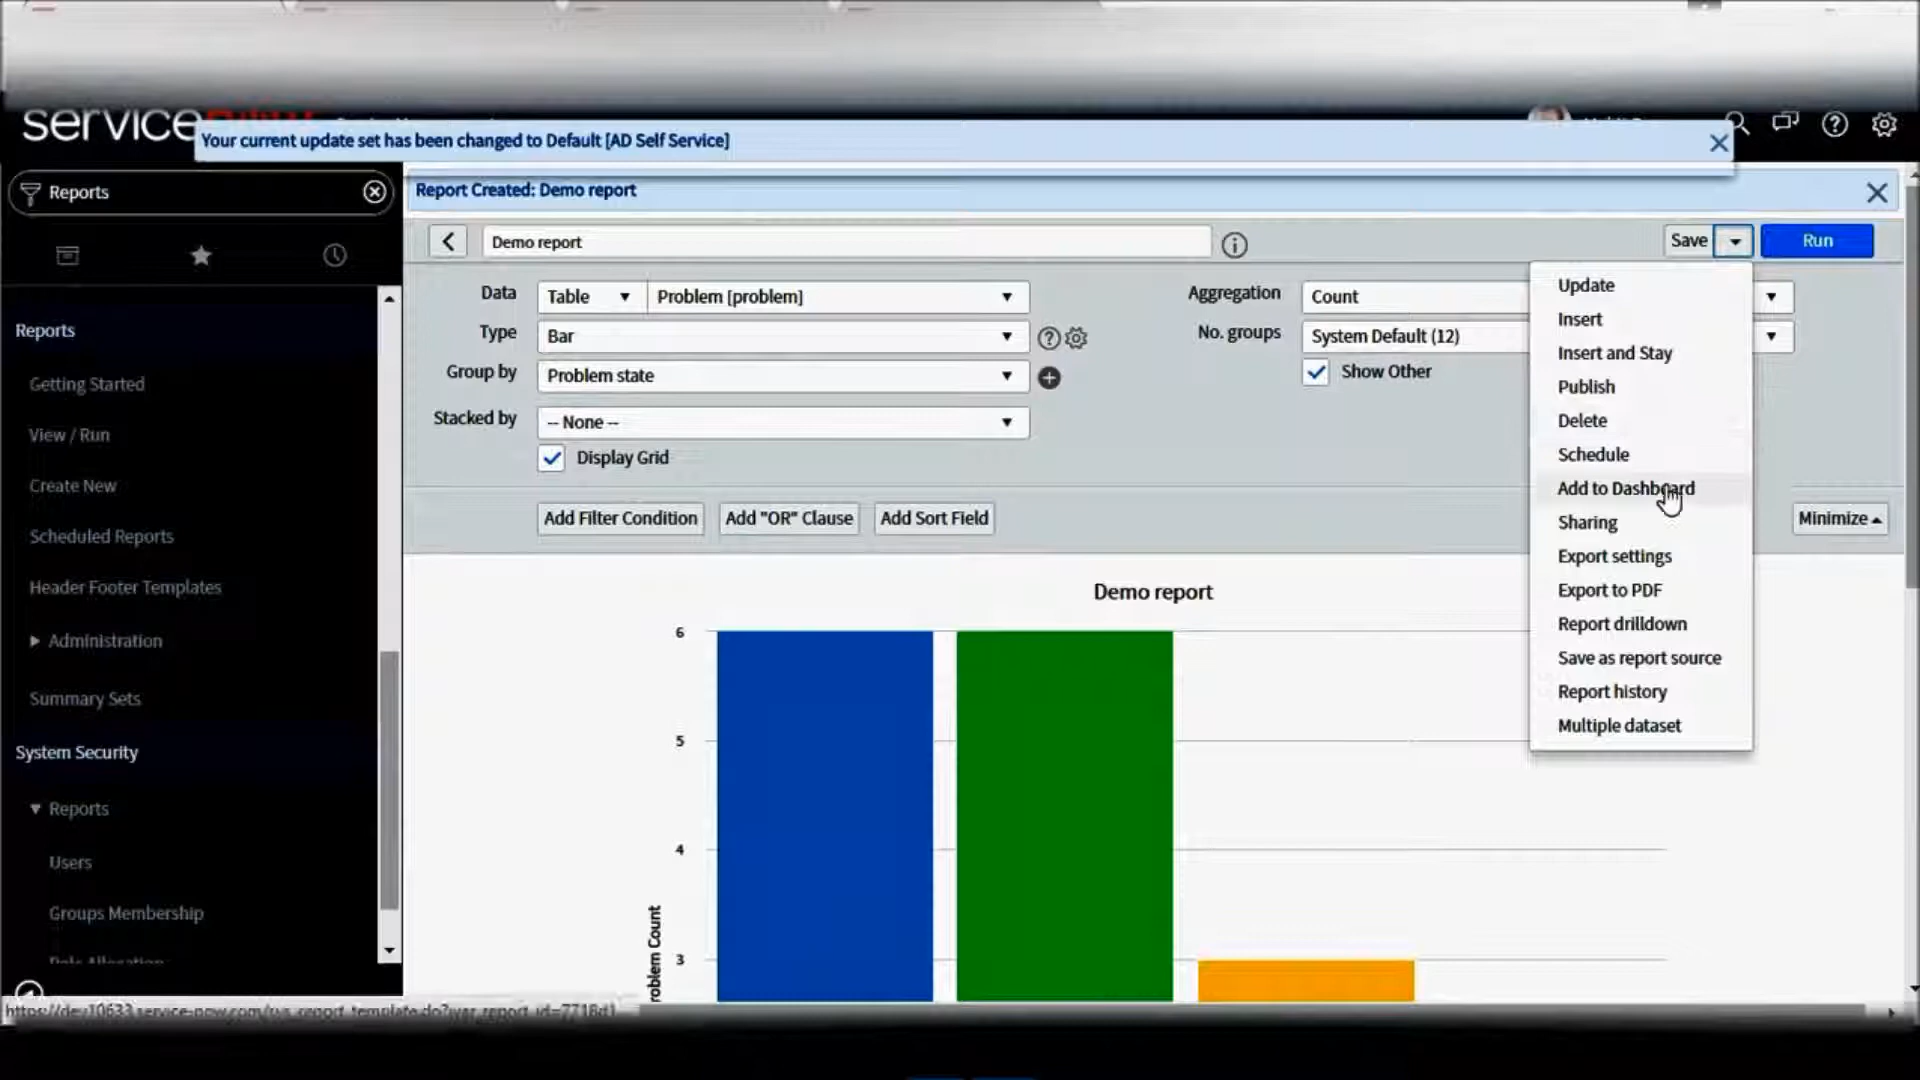 service
Your current update set has been changed to Default [AD Self Service]
Reports
Report Created: Demo report
Demo report
Save
Run
Data
Table
Problem [problem]
Aggregation
Count
Type
Bar
No. groups
System Default (12)
Group by
Problem state
Show Other
Stacked by
-- None --
Display Grid
Add Filter Condition
Add "OR" Clause
Add Sort Field
Minimize
Update
Insert
Insert and Stay
Publish
Delete
Schedule
Add to Dashboard
Sharing
Export settings
Export to PDF
Report drilldown
Save as report source
Report history
Multiple dataset
Reports
Getting Started
View / Run
Create New
Scheduled Reports
Header Footer Templates
Administration
Summary Sets
System Security
Reports
Users
Groups Membership
Role Allocation
Demo report
6
5
4
3
roblem Count